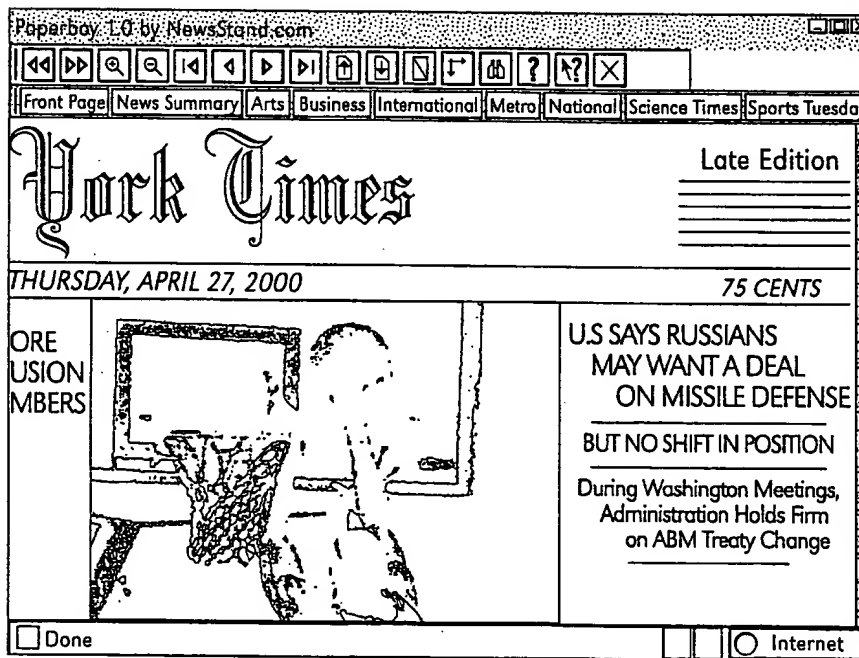 Paperboy 1.0 by NewsStand.com
Front Page News Summary Arts Business International Metro National Science Times Sports Tuesda
York Times
Late Edition
THURSDAY, APRIL 27, 2000
75 CENTS
ORE
USION
MBERS
U.S SAYS RUSSIANS
MAY WANT A DEAL
ON MISSILE DEFENSE
BUT NO SHIFT IN POSITION
During Washington Meetings,
Administration Holds Firm
on ABM Treaty Change
Done
Internet